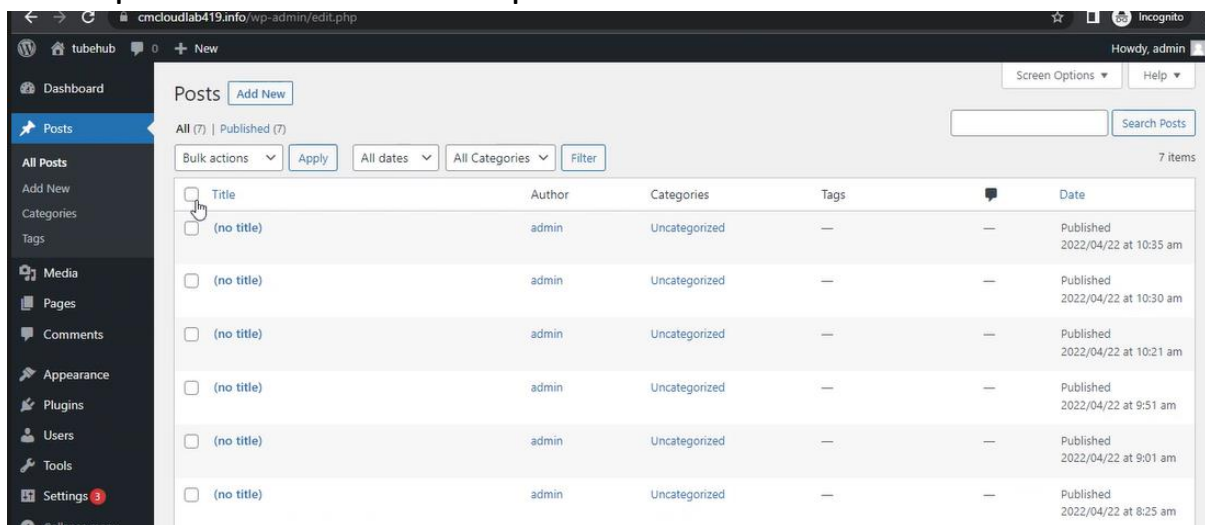 cmcloudlab419.info/wp-admin/edit.php
Incognito
tubehub 0 + New
Howdy, admin
Screen Options ▼ Help ▼
Dashboard
Posts
All Posts
Add New
Categories
Tags
Media
Pages
Comments
Appearance
Plugins
Users
Tools
Settings 3
Posts Add New
All (7) | Published (7)
Search Posts
Bulk actions Apply All dates All Categories Filter
7 items
Title Author Categories Tags Date
(no title) admin Uncategorized — — Published
2022/04/22 at 10:35 am
(no title) admin Uncategorized — — Published
2022/04/22 at 10:30 am
(no title) admin Uncategorized — — Published
2022/04/22 at 10:21 am
(no title) admin Uncategorized — — Published
2022/04/22 at 9:51 am
(no title) admin Uncategorized — — Published
2022/04/22 at 9:01 am
(no title) admin Uncategorized — — Published
2022/04/22 at 8:25 am